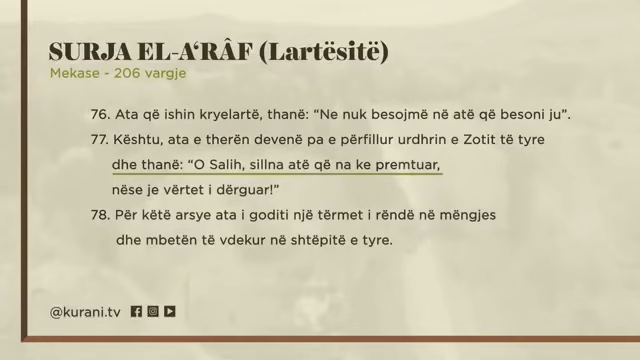 SURJA EL-A‘RÂF (Lartësitë)
Mekase - 206 vargje
76. Ata që ishin kryelartë, thanë: “Ne nuk besojmë në atë që besoni ju”.
77. Kështu, ata e therën devenë pa e përfillur urdhrin e Zotit të tyre
dhe thanë: “O Salih, sillna atë që na ke premtuar,
nëse je vërtet i dërguar!”
78. Për këtë arsye ata i goditi një tërmet i rëndë në mëngjes
dhe mbetën të vdekur në shtëpitë e tyre.
@kurani.tv